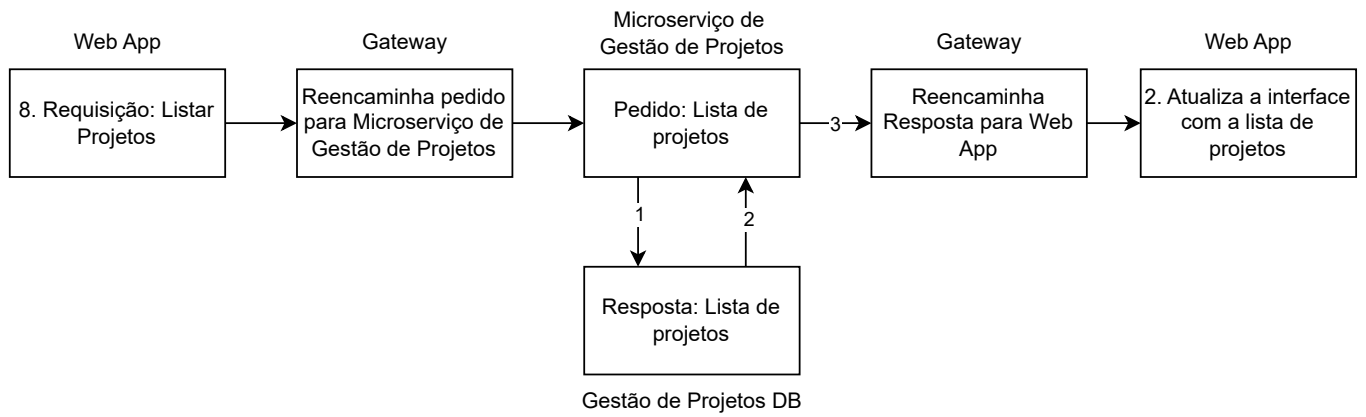 Web App
Gateway
Microserviço de
Gestão de Projetos
Gateway
Web App
8. Requisição: Listar
Projetos
Reencaminha pedido
para Microserviço de
Gestão de Projetos
Pedido: Lista de
projetos
3
Reencaminha
Resposta para Web
App
2. Atualiza a interface
com a lista de
projetos
1
2
Resposta: Lista de
projetos
Gestão de Projetos DB